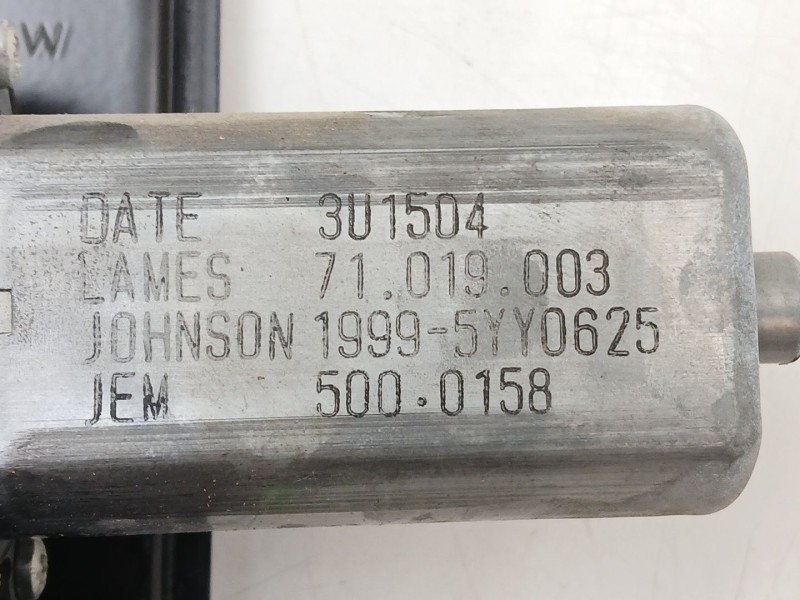 W/
DATE 3U1504
LAMES 71.019.003
JOHNSON 1999-5YY0625
JEM 500.0158